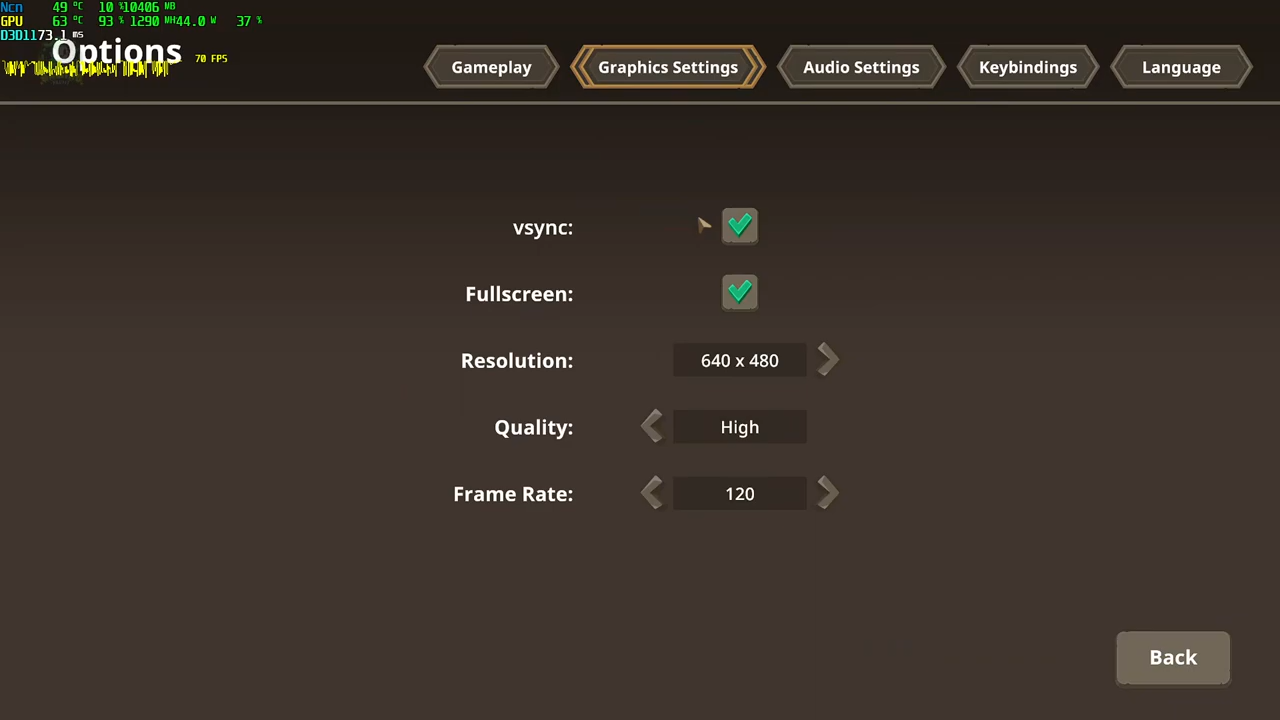 Ncn 49 °C 10 % 10406 MB
GPU 63 °C 93 % 1290 MH 44.0 W 37 %
D3D11 73.1 ms
70 FPS
Options
Gameplay
Graphics Settings
Audio Settings
Keybindings
Language
vsync:
Fullscreen:
Resolution: 640 x 480
Quality: High
Frame Rate: 120
Back